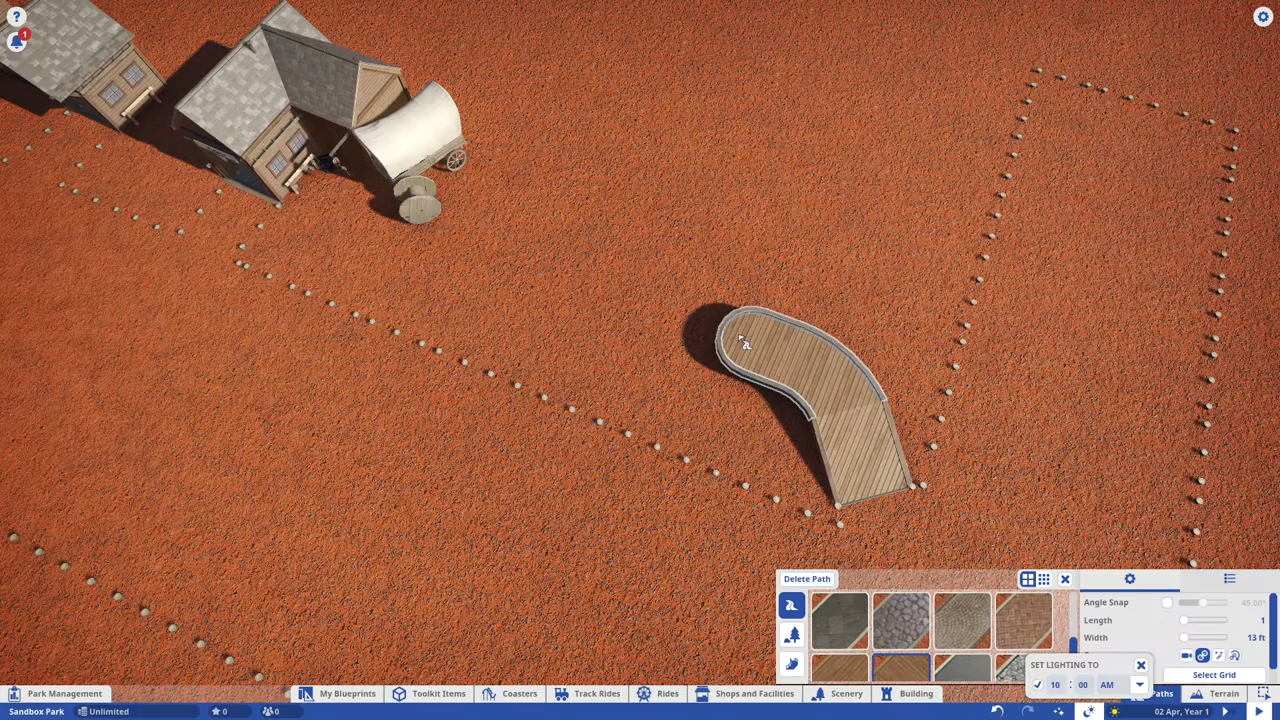 ?
1
Delete Path
Angle Snap 45.00°
Length 1
Width 13 ft
SET LIGHTING TO
10 : 00 AM
Select Grid
Park Management
My Blueprints
Toolkit Items
Coasters
Track Rides
Rides
Shops and Facilities
Scenery
Building
Paths
Terrain
Sandbox Park
Unlimited
0
0
02 Apr, Year 1